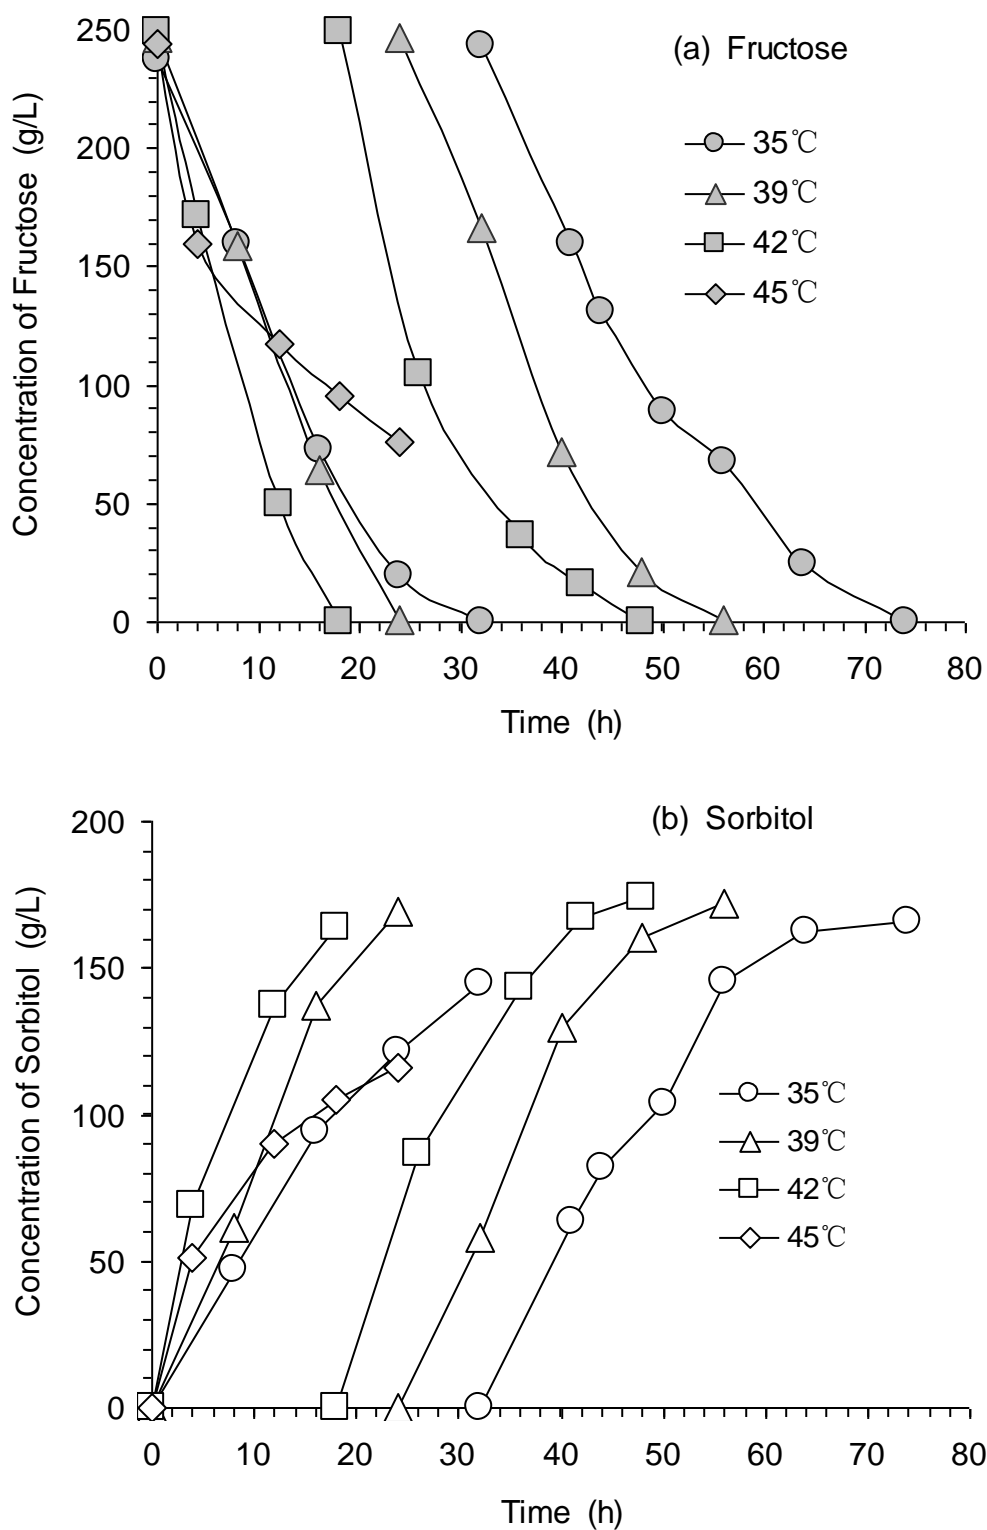 (a) Fructose
Concentration of Fructose (g/L)
250
200
150
100
50
0
35℃
39℃
42℃
45℃
0 10 20 30 40 50 60 70 80
Time (h)
(b) Sorbitol
Concentration of Sorbitol (g/L)
200
150
100
50
0
35℃
39℃
42℃
45℃
0 10 20 30 40 50 60 70 80
Time (h)